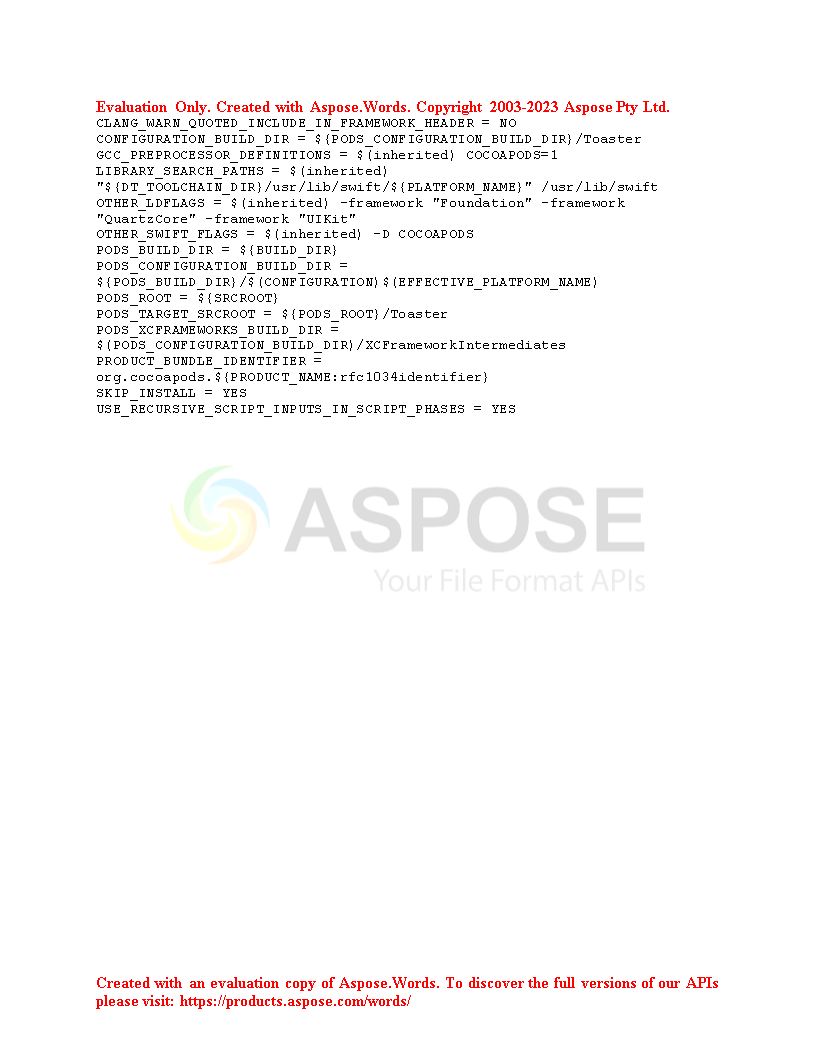 Evaluation Only. Created with Aspose.Words. Copyright 2003-2023 Aspose Pty Ltd.
CLANG_WARN_QUOTED_INCLUDE_IN_FRAMEWORK_HEADER = NO
CONFIGURATION_BUILD_DIR = ${PODS_CONFIGURATION_BUILD_DIR}/Toaster
GCC_PREPROCESSOR_DEFINITIONS = $(inherited) COCOAPODS=1
LIBRARY_SEARCH_PATHS = $(inherited)
"${DT_TOOLCHAIN_DIR}/usr/lib/swift/${PLATFORM_NAME}" /usr/lib/swift
OTHER_LDFLAGS = $(inherited) -framework "Foundation" -framework
"QuartzCore" -framework "UIKit"
OTHER_SWIFT_FLAGS = $(inherited) -D COCOAPODS
PODS_BUILD_DIR = ${BUILD_DIR}
PODS_CONFIGURATION_BUILD_DIR =
${PODS_BUILD_DIR}/$(CONFIGURATION)$(EFFECTIVE_PLATFORM_NAME)
PODS_ROOT = ${SRCROOT}
PODS_TARGET_SRCROOT = ${PODS_ROOT}/Toaster
PODS_XCFRAMEWORKS_BUILD_DIR =
$(PODS_CONFIGURATION_BUILD_DIR)/XCFrameworkIntermediates
PRODUCT_BUNDLE_IDENTIFIER =
org.cocoapods.${PRODUCT_NAME:rfc1034identifier}
SKIP_INSTALL = YES
USE_RECURSIVE_SCRIPT_INPUTS_IN_SCRIPT_PHASES = YES
ASPOSE
Your File Format APIs
Created with an evaluation copy of Aspose.Words. To discover the full versions of our APIs
please visit: https://products.aspose.com/words/